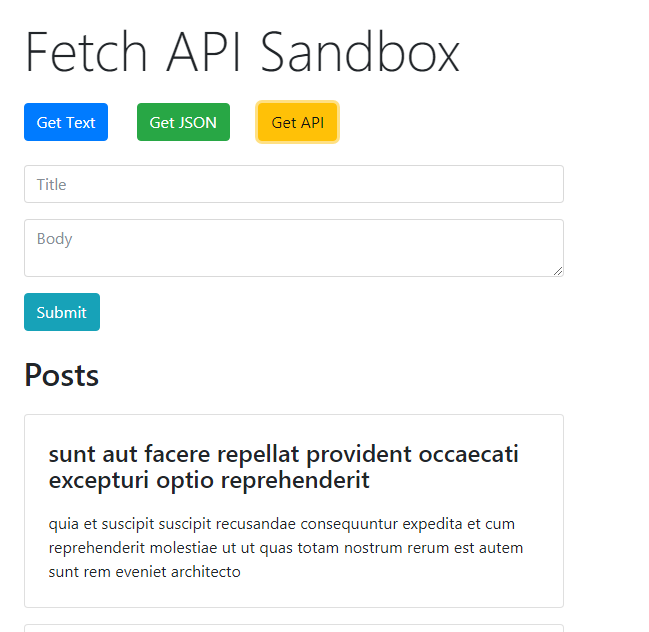 Fetch API Sandbox
Get Text
Get JSON
Get API
Title
Body
Submit
Posts
sunt aut facere repellat provident occaecati
excepturi optio reprehenderit
quia et suscipit suscipit recusandae consequuntur expedita et cum
reprehenderit molestiae ut ut quas totam nostrum rerum est autem
sunt rem eveniet architecto